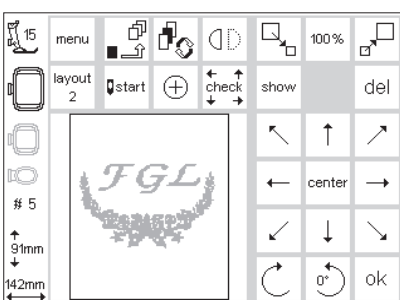 15 menu 100%
layout
2 start check show del
FGL
center
# 5
91mm
142mm 0° ok